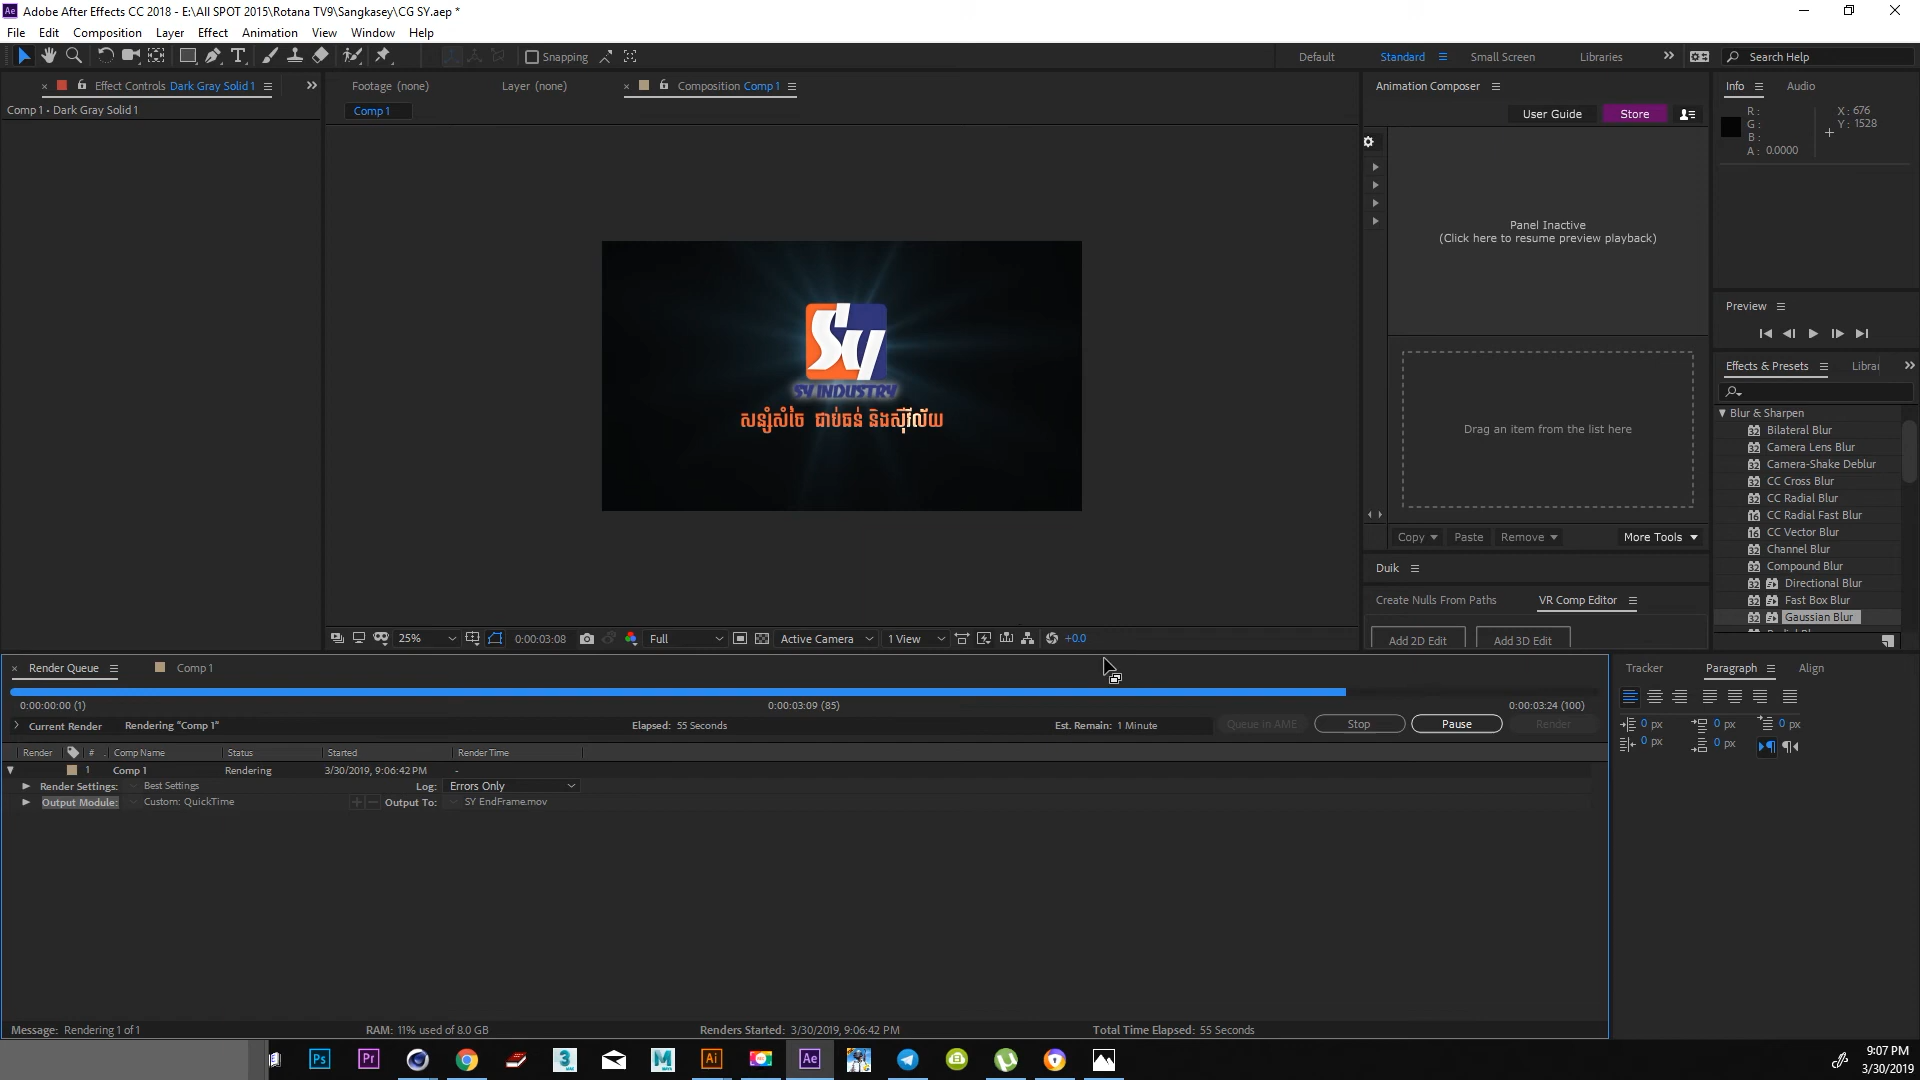 Adobe After Effects CC 2018 - E:\All SPOT 2015\Rotana TV9\Sangkasey\CG SY.aep *
File Edit Composition Layer Effect Animation View Window Help
Snapping
Default Standard Small Screen Libraries Search Help
Effect Controls Dark Gray Solid 1
Footage (none) Layer (none) Composition Comp 1
Animation Composer
Info Audio
Comp 1 • Dark Gray Solid 1
Comp 1
User Guide Store
R:
G:
B:
A: 0.0000
X: 676
Y: 1528
Panel Inactive
(Click here to resume preview playback)
Preview
Effects & Presets Librar
Sy
SY INDUSTRY
សន្សំសំចៃ ជាប់ធន់ និងស៊ីវីល័យ
Drag an item from the list here
Blur & Sharpen
Bilateral Blur
Camera Lens Blur
Camera-Shake Deblur
CC Cross Blur
CC Radial Blur
CC Radial Fast Blur
CC Vector Blur
Channel Blur
Compound Blur
Directional Blur
Fast Box Blur
Gaussian Blur
Copy Paste Remove More Tools
Duik
Create Nulls From Paths VR Comp Editor
Add 2D Edit Add 3D Edit
25% 0:00:03:08 Full Active Camera 1 View +0.0
Render Queue Comp 1
Tracker Paragraph Align
0:00:00:00 (1) 0:00:03:09 (85) 0:00:03:24 (100)
Current Render Rendering "Comp 1" Elapsed: 55 Seconds Est. Remain: 1 Minute Queue in AME Stop Pause Render
0 px 0 px 0 px
0 px 0 px
Render # Comp Name Status Started Render Time
1 Comp 1 Rendering 3/30/2019, 9:06:42 PM -
Render Settings: Best Settings Log: Errors Only
Output Module: Custom: QuickTime Output To: SY EndFrame.mov
Message: Rendering 1 of 1 RAM: 11% used of 8.0 GB Renders Started: 3/30/2019, 9:06:42 PM Total Time Elapsed: 55 Seconds
Ps Pr 3 M Ai Ae
9:07 PM
3/30/2019